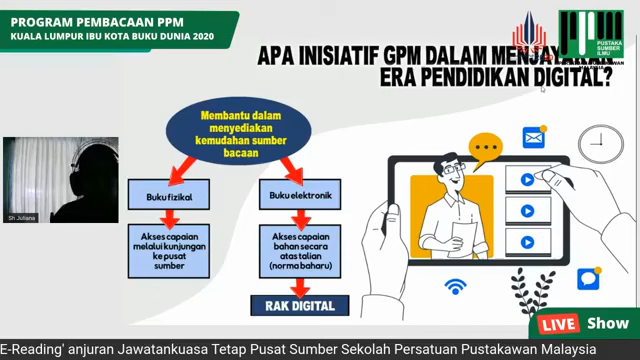 PROGRAM PEMBACAAN PPM
KUALA LUMPUR IBU KOTA BUKU DUNIA 2020
PUSTAKA
SUMBER
ILMU
APA INISIATIF GPM DALAM MENJAYAKAN
ERA PENDIDIKAN DIGITAL?
Membantu dalam
menyediakan
kemudahan sumber
bacaan
Buku fizikal
Buku elektronik
Akses capaian
melalui kunjungan
ke pusat
sumber
Akses capaian
bahan secara
atas talian
(norma baharu)
RAK DIGITAL
Sh Juliana
LIVE Show
E-Reading' anjuran Jawatankuasa Tetap Pusat Sumber Sekolah Persatuan Pustakawan Malaysia